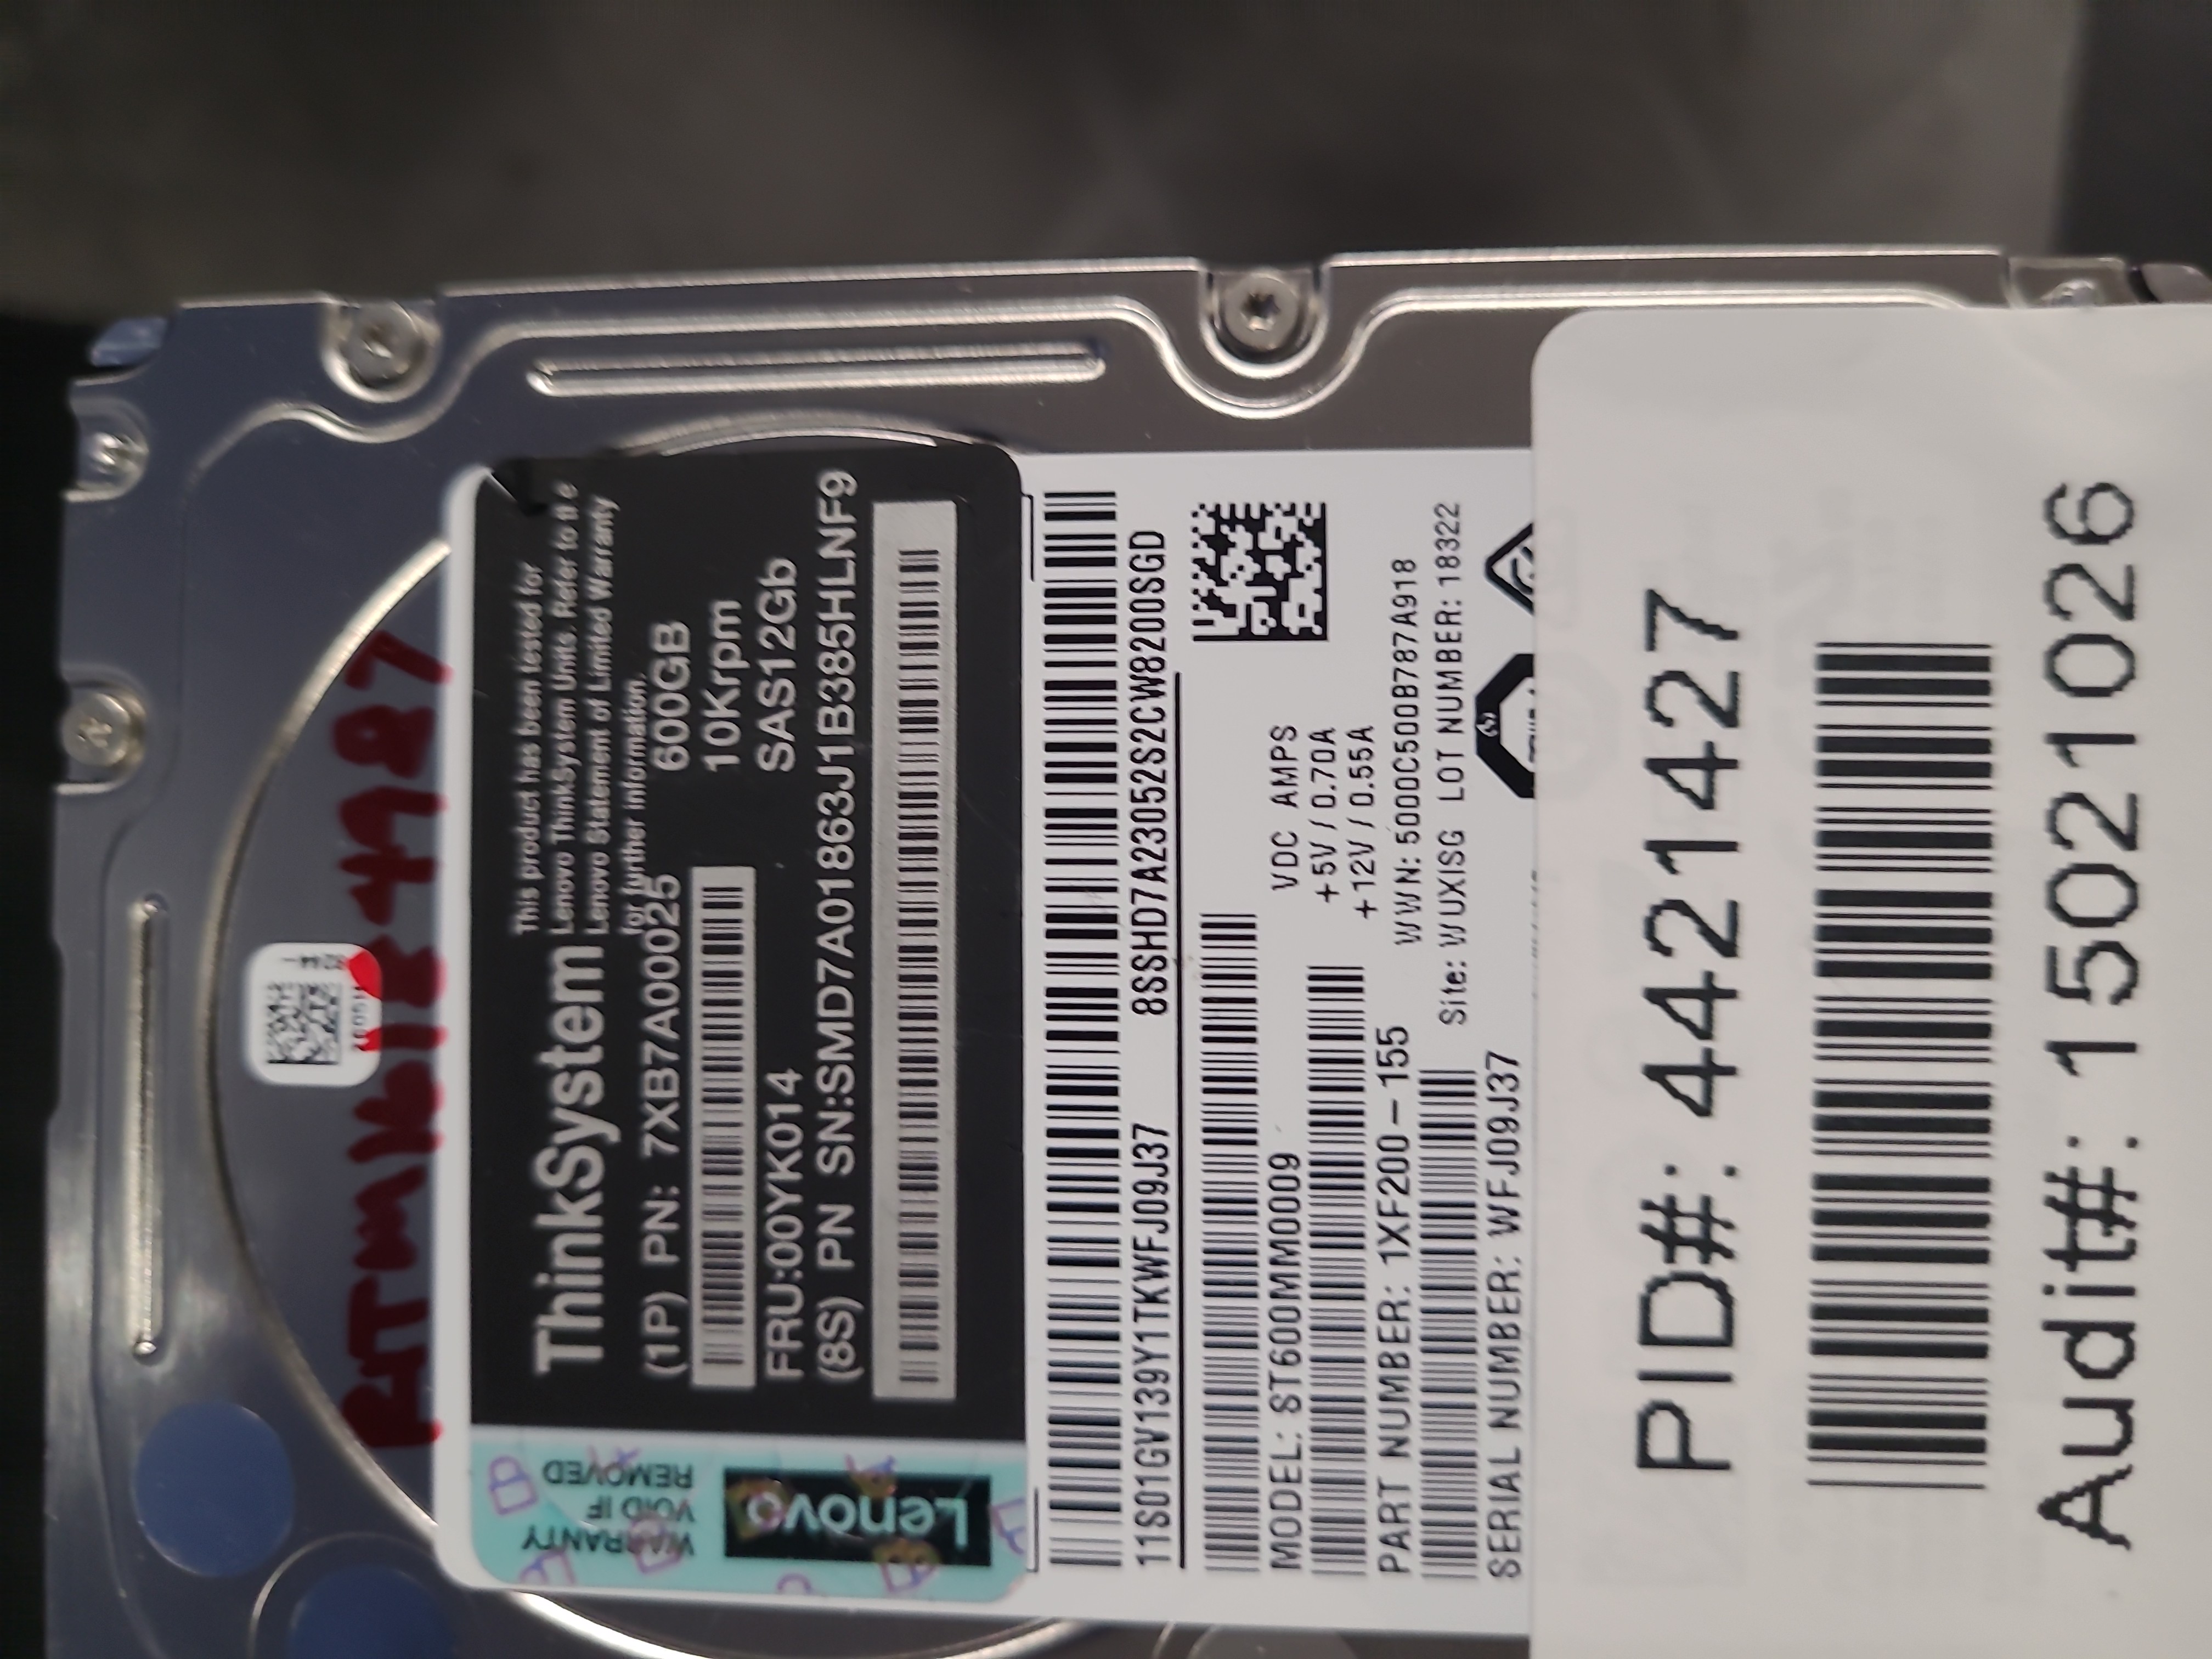 ThinkSystem
This product has been tested for
Lenovo ThinkSystem Units. Refer to the
Lenovo Statement of Limited Warranty
for further information.
WARRANTY
VOID IF
REMOVED
Lenovo
(1P) PN: 7XB7A00025
600GB
10Krpm
FRU:00YK014
SAS12Gb
(8S) PN SN:SMD7A01863J1B385HLNF9
11S01GV139Y1TKWFJ09J37 8SSHD7A23052S2CW8200SGD
MODEL: ST600MM0009
VDC AMPS
+5V / 0.70A
+12V / 0.55A
PART NUMBER: 1XF200-155
WWN: 5000C500B787A918
Site: WUXISG LOT NUMBER: 18322
SERIAL NUMBER: WFJ09J37
PID#: 4421427
Audit#: 15021026